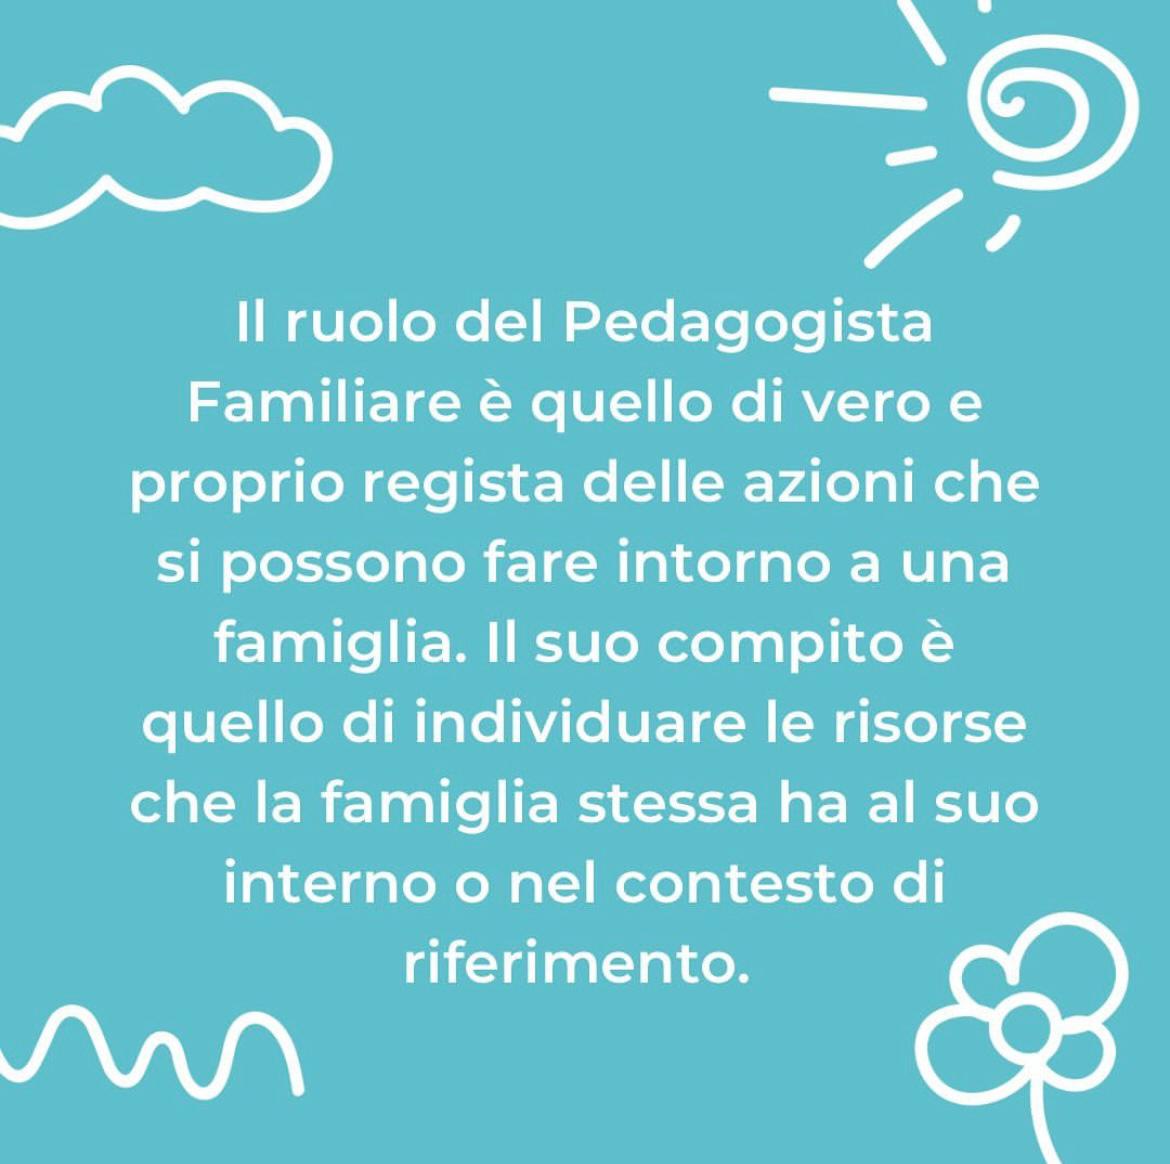 Il ruolo del Pedagogista
Familiare è quello di vero e
proprio regista delle azioni che
si possono fare intorno a una
famiglia. Il suo compito è
quello di individuare le risorse
che la famiglia stessa ha al suo
interno o nel contesto di
riferimento.